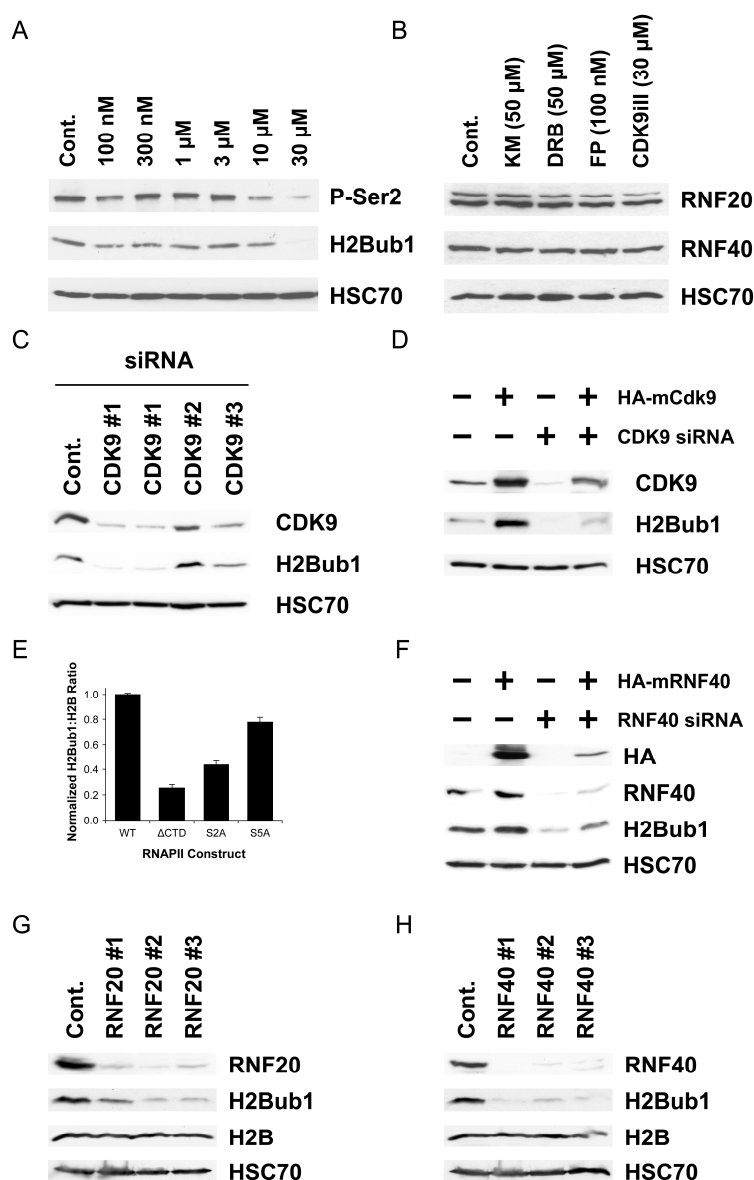 A
Cont.
100 nM
300 nM
1 µM
3 µM
10 µM
30 µM
P-Ser2
H2Bub1
HSC70
B
Cont.
KM (50 µM)
DRB (50 µM)
FP (100 nM)
CDK9iII (30 µM)
RNF20
RNF40
HSC70
C
siRNA
Cont.
CDK9 #1
CDK9 #1
CDK9 #2
CDK9 #3
CDK9
H2Bub1
HSC70
D
− + − + HA-mCdk9
− − + + CDK9 siRNA
CDK9
H2Bub1
HSC70
E
Normalized H2Bub1:H2B Ratio
1.0
0.8
0.6
0.4
0.2
0.0
WT ΔCTD S2A S5A
RNAPII Construct
F
− + − + HA-mRNF40
− − + + RNF40 siRNA
HA
RNF40
H2Bub1
HSC70
G
Cont.
RNF20 #1
RNF20 #2
RNF20 #3
RNF20
H2Bub1
H2B
HSC70
H
Cont.
RNF40 #1
RNF40 #2
RNF40 #3
RNF40
H2Bub1
H2B
HSC70